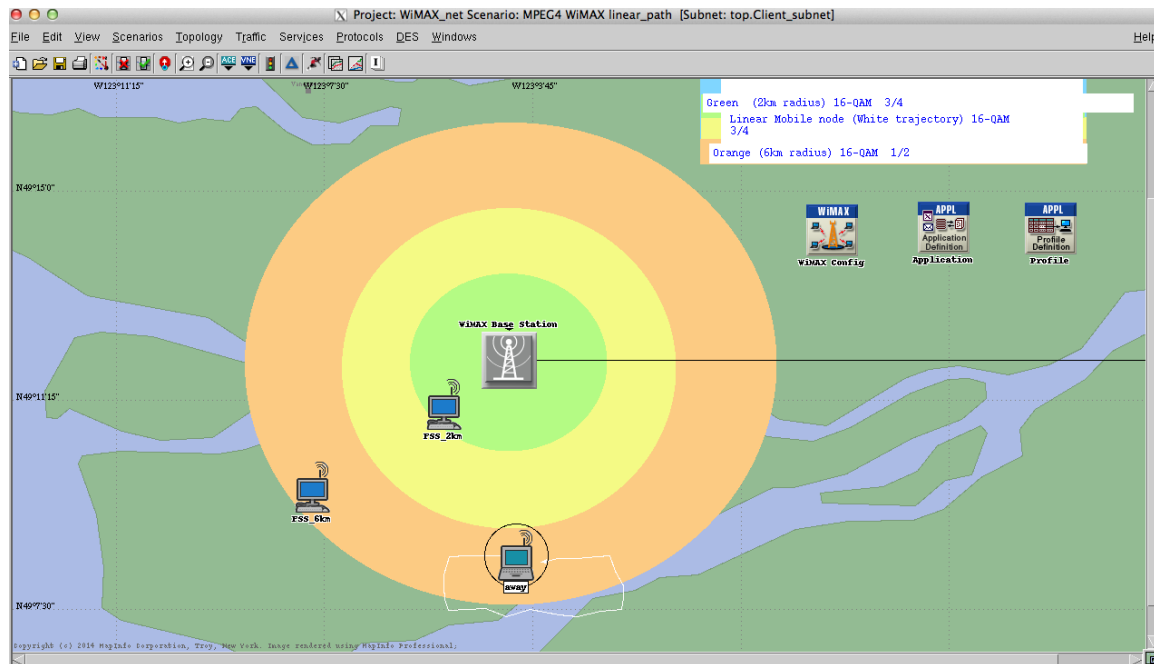 Project: WiMAX_net Scenario: MPEG4 WiMAX linear_path [Subnet: top.Client_subnet]
File Edit View Scenarios Topology Traffic Services Protocols DES Windows Help
ACE VNE
W123°11'15" W123°7'30" W123°3'45"
Green (2km radius) 16-QAM 3/4
Linear Mobile node (White trajectory) 16-QAM
3/4
Orange (6km radius) 16-QAM 1/2
N49°15'0"
WiMAX APPL APPL
Application
Definition
Profile
Definition
WiMAX Config Application Profile
WiMAX Base Station
N49°11'15"
FSS_2km
FSS_6km
away
N49°7'30"
Copyright (c) 2014 MapInfo Corporation, Troy, New York. Image rendered using MapInfo Professional;